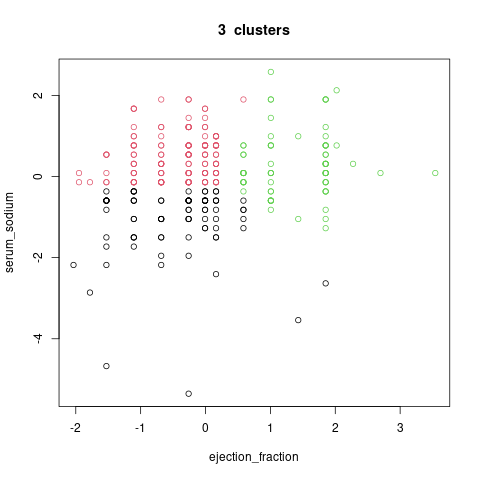 3 clusters
2
0
-2
-4
serum_sodium
-2 -1 0 1 2 3
ejection_fraction